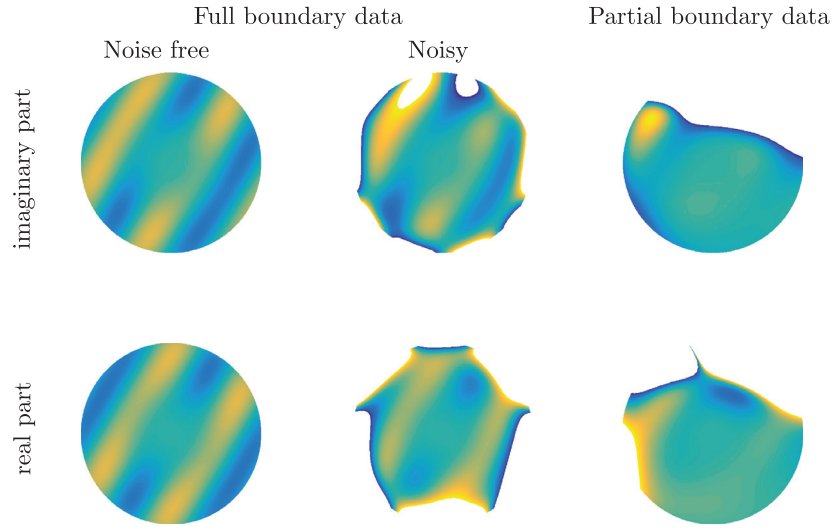 Full boundary data
Partial boundary data
Noise free
Noisy
imaginary part
real part